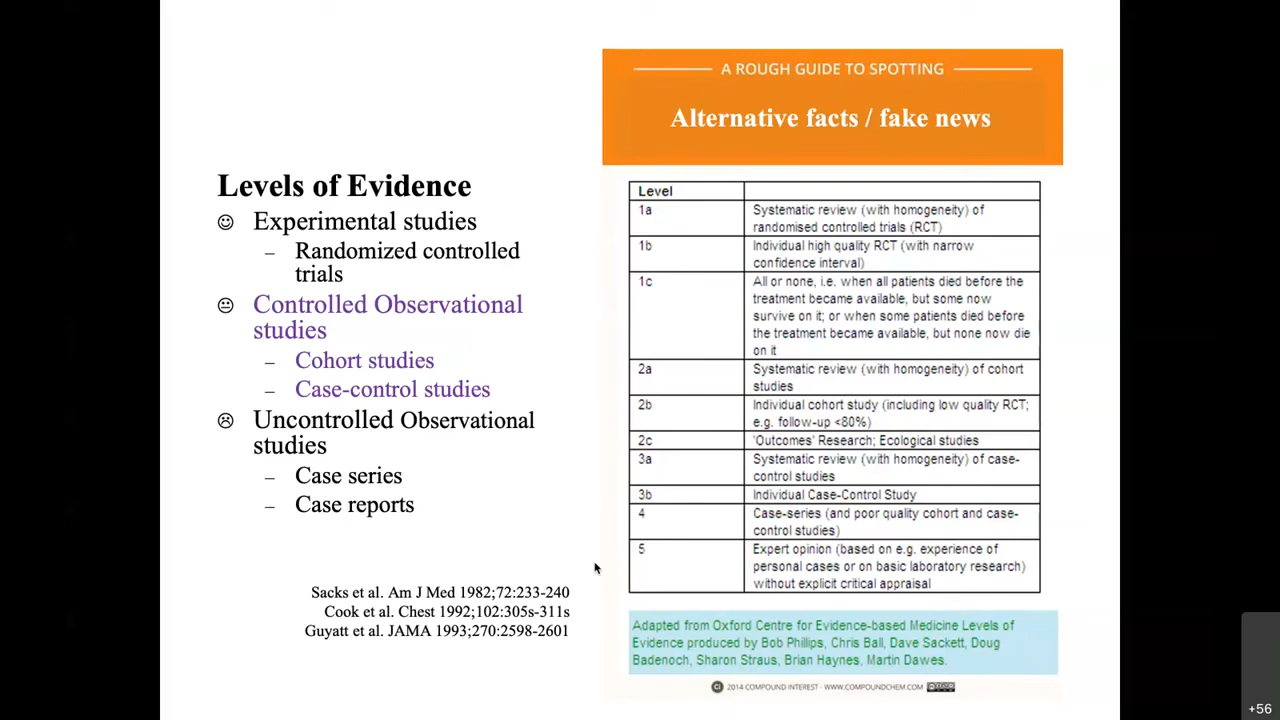 Levels of Evidence
Experimental studies
– Randomized controlled
trials
Controlled Observational
studies
– Cohort studies
– Case-control studies
Uncontrolled Observational
studies
– Case series
– Case reports
Sacks et al. Am J Med 1982;72:233-240
Cook et al. Chest 1992;102:305s-311s
Guyatt et al. JAMA 1993;270:2598-2601
A ROUGH GUIDE TO SPOTTING
Alternative facts / fake news
Level
1a Systematic review (with homogeneity) of
randomised controlled trials (RCT)
1b Individual high quality RCT (with narrow
confidence interval)
1c All or none, i.e. when all patients died before the
treatment became available, but some now
survive on it; or when some patients died before
the treatment became available, but none now die
on it
2a Systematic review (with homogeneity) of cohort
studies
2b Individual cohort study (including low quality RCT;
e.g. follow-up <80%)
2c 'Outcomes' Research; Ecological studies
3a Systematic review (with homogeneity) of case-
control studies
3b Individual Case-Control Study
4 Case-series (and poor quality cohort and case-
control studies)
5 Expert opinion (based on e.g. experience of
personal cases or on basic laboratory research)
without explicit critical appraisal
Adapted from Oxford Centre for Evidence-based Medicine Levels of
Evidence produced by Bob Phillips, Chris Ball, Dave Sackett, Doug
Badenoch, Sharon Straus, Brian Haynes, Martin Dawes.
Ci 2014 COMPOUND INTEREST - WWW.COMPOUNDCHEM.COM
+56